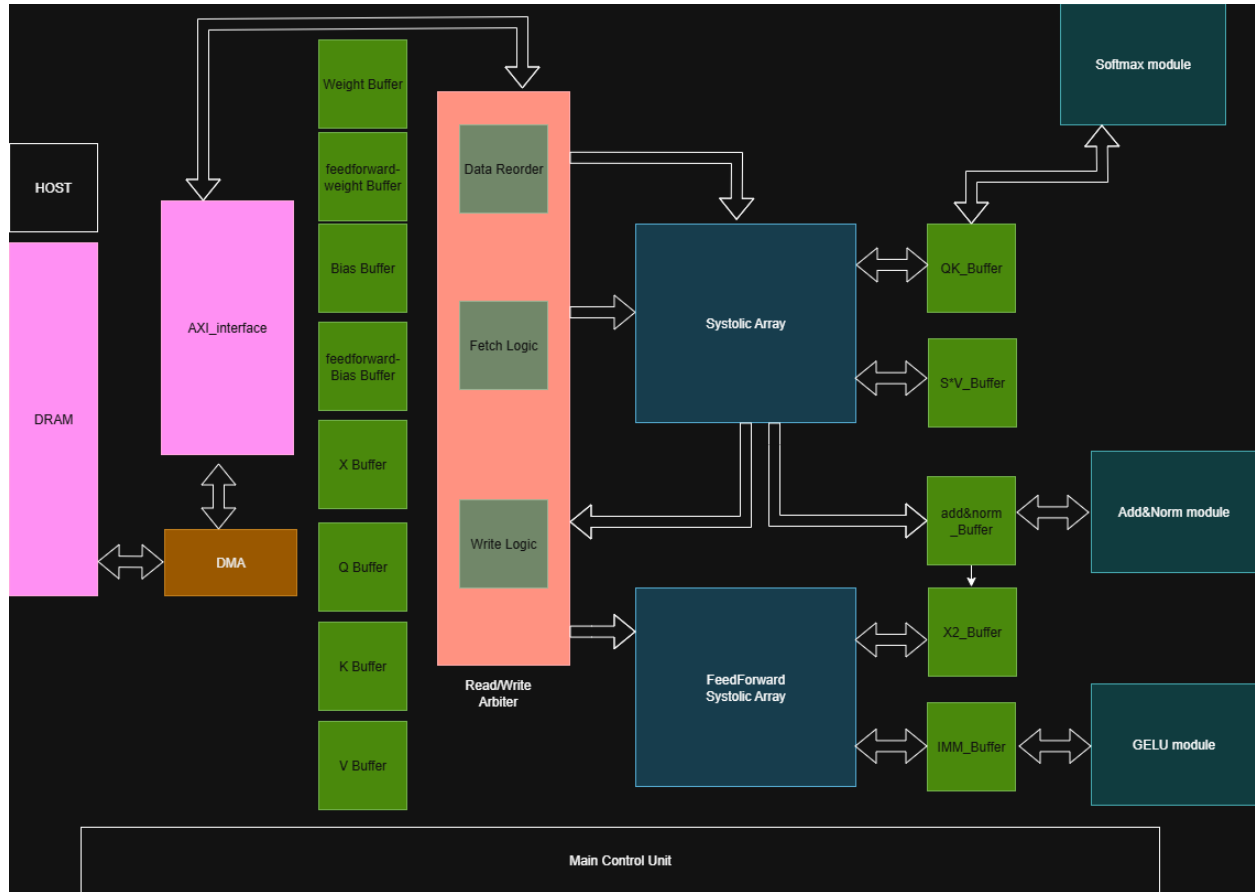 Softmax module
Weight Buffer
HOST
feedforward-
weight Buffer
Data Reorder
Bias Buffer
QK_Buffer
AXI_interface
Systolic Array
Fetch Logic
feedforward-
Bias Buffer
S*V_Buffer
DRAM
X Buffer
add&norm
_Buffer
Add&Norm module
Write Logic
DMA
Q Buffer
X2_Buffer
K Buffer
Read/Write
Arbiter
FeedForward
Systolic Array
V Buffer
IMM_Buffer
GELU module
Main Control Unit